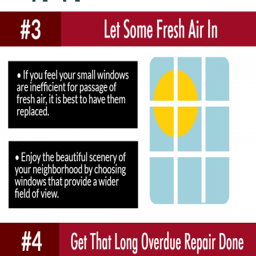 #3 Let Some Fresh Air In
• If you feel your small windows
are inefficient for passage of
fresh air, it is best to have them
replaced.
• Enjoy the beautiful scenery of
your neighborhood by choosing
windows that provide a wider
field of view.
#4 Get That Long Overdue Repair Done